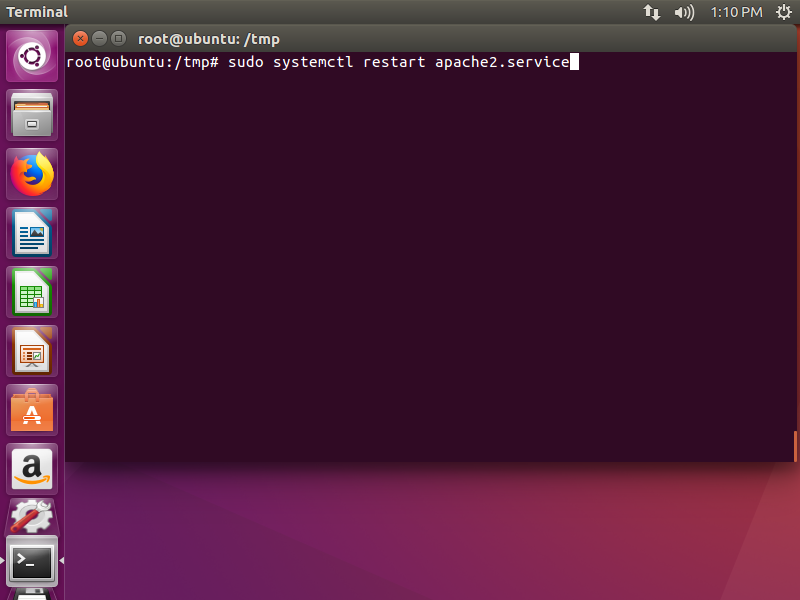 Terminal
1:10 PM
root@ubuntu: /tmp
root@ubuntu:/tmp# sudo systemctl restart apache2.service
A
a
>_